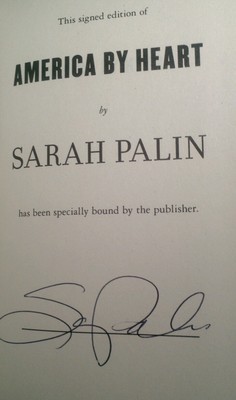 This signed edition of
AMERICA BY HEART
by
SARAH PALIN
has been specially bound by the publisher.